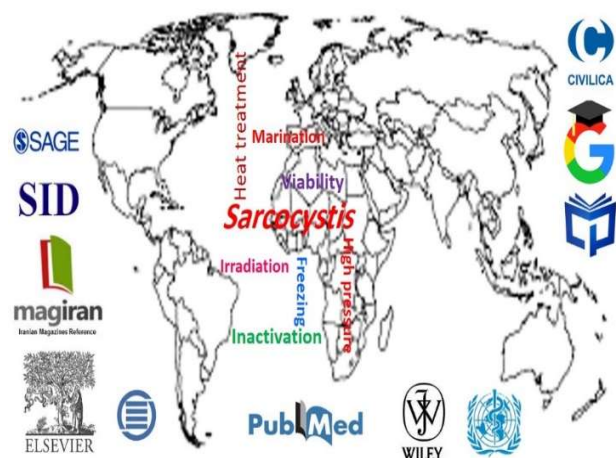 CIVILICA
Heat treatment
Marination
SAGE
Viability
SID
Sarcocystis
Irradiation
Freezing
High pressure
magiran
Iranian Magazines Reference
Inactivation
ELSEVIER
PubMed
WILEY